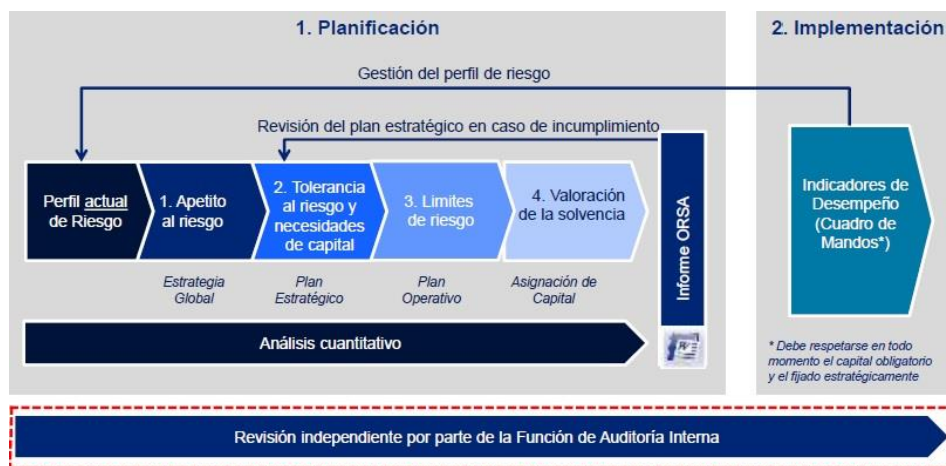 1. Planificación
2. Implementación
Gestión del perfil de riesgo
Revisión del plan estratégico en caso de incumplimiento
Perfil actual
de Riesgo
1. Apetito
al riesgo
2. Tolerancia
al riesgo y
necesidades
de capital
3. Limites
de riesgo
4. Valoración
de la solvencia
Informe ORSA
Indicadores de
Desempeño
(Cuadro de
Mandos*)
Estrategia
Global
Plan
Estratégico
Plan
Operativo
Asignación de
Capital
Análisis cuantitativo
* Debe respetarse en todo
momento el capital obligatorio
y el fijado estratégicamente
Revisión independiente por parte de la Función de Auditoría Interna